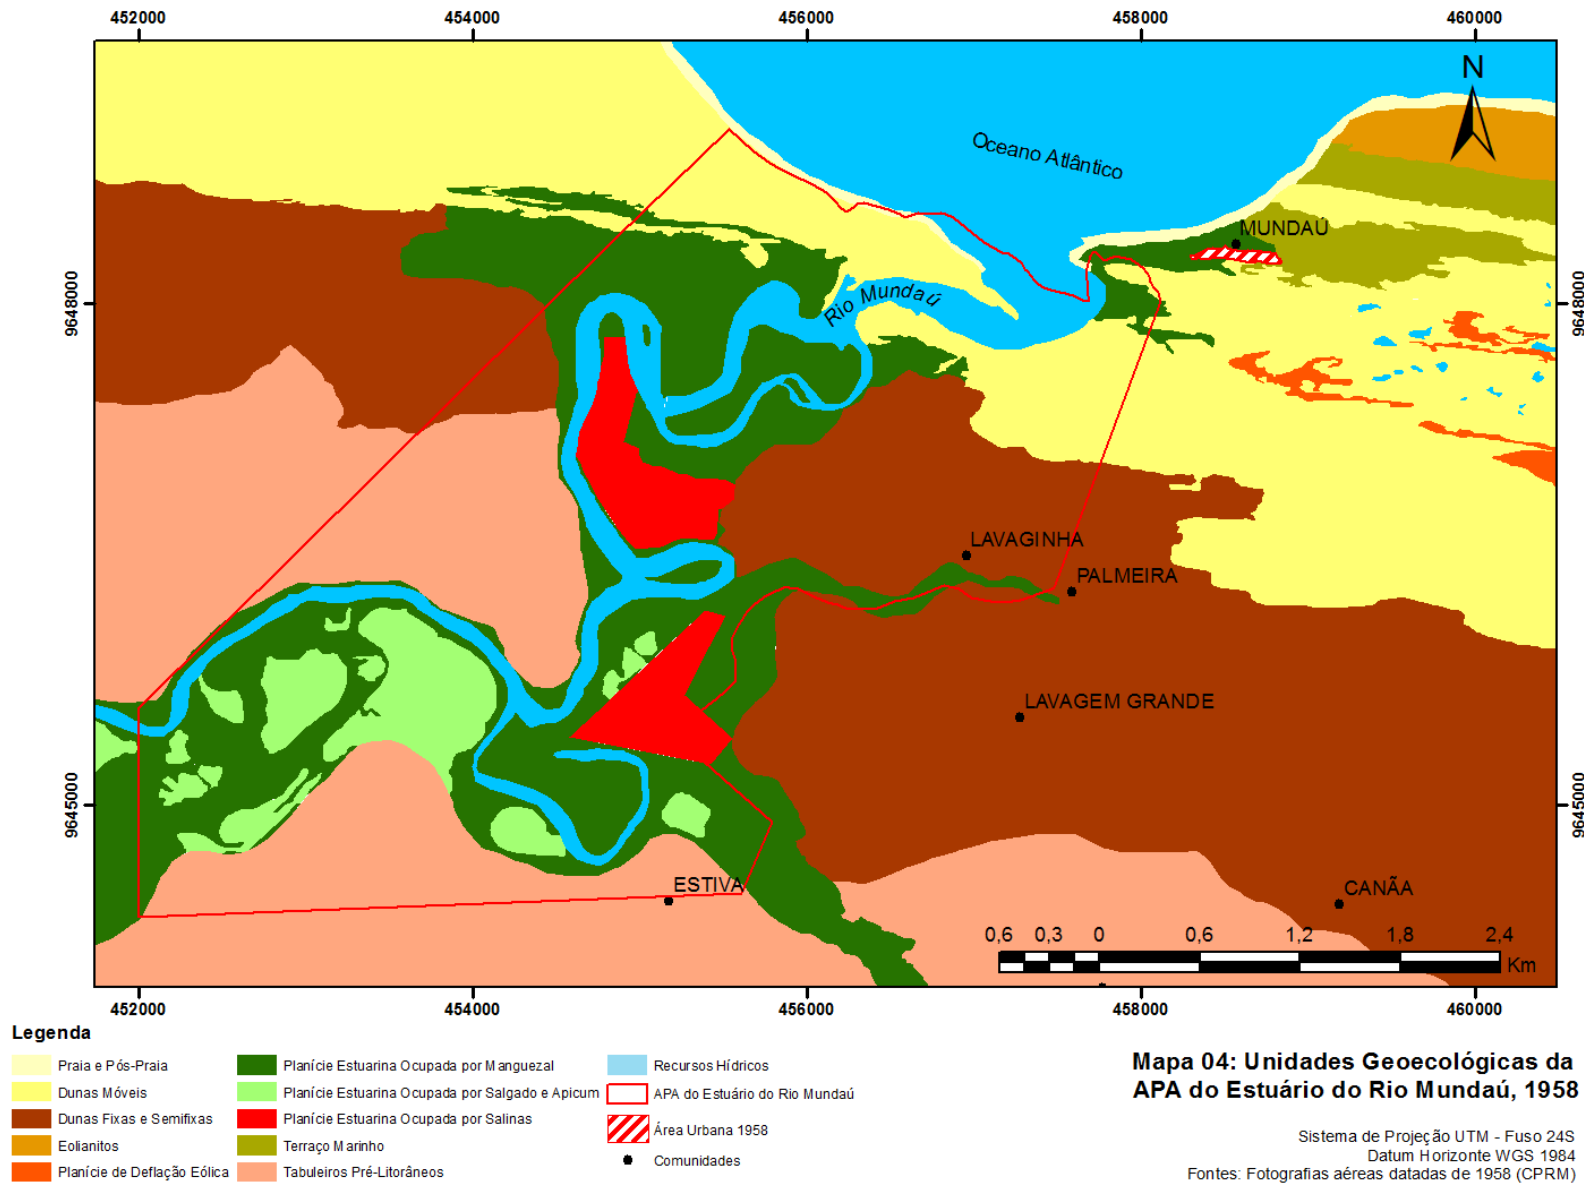 452000 454000 456000 458000 460000
N
Oceano Atlântico
MUNDAÚ
9648000 Rio Mundaú 9648000
LAVAGINHA
PALMEIRA
LAVAGEM GRANDE
9645000 9645000
ESTIVA
CANÃA
0,6 0,3 0 0,6 1,2 1,8 2,4
Km
452000 454000 456000 458000 460000
Legenda
Praia e Pós-Praia
Dunas Móveis
Dunas Fixas e Semifixas
Eolianitos
Planície de Deflação Eólica
Planície Estuarina Ocupada por Manguezal
Planície Estuarina Ocupada por Salgado e Apicum
Planície Estuarina Ocupada por Salinas
Terraço Marinho
Tabuleiros Pré-Litorâneos
Recursos Hídricos
APA do Estuário do Rio Mundaú
Área Urbana 1958
Comunidades
Mapa 04: Unidades Geoecológicas da
APA do Estuário do Rio Mundaú, 1958
Sistema de Projeção UTM - Fuso 24S
Datum Horizonte WGS 1984
Fontes: Fotografias aéreas datadas de 1958 (CPRM)